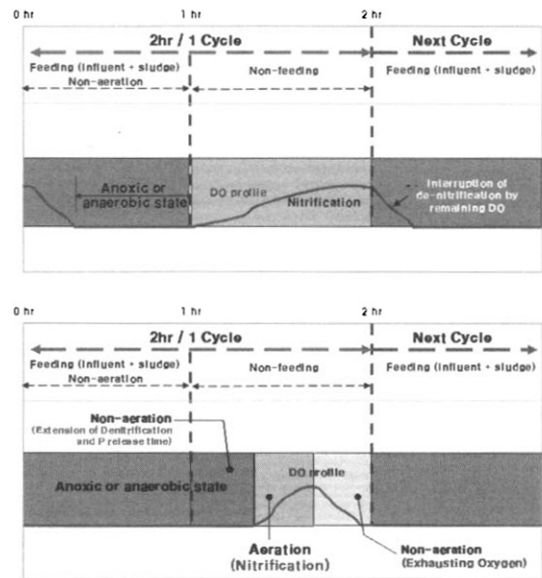 0 hr 1 hr 2 hr
2hr / 1 Cycle Next Cycle
Feeding (Influent + sludge) Non-feeding Feeding (Influent + sludge)
Non-aeration
Anoxic or
anaerobic state
DO profile
Nitrification
Interruption of
de-nitrification by
remaining DO
0 hr 1 hr 2 hr
2hr / 1 Cycle Next Cycle
Feeding (Influent + sludge) Non-feeding Feeding (Influent + sludge)
Non-aeration
Non-aeration
(Extension of Denitrification
and P release time)
DO profile
Anoxic or anaerobic state
Aeration
(Nitrification)
Non-aeration
(Exhausting Oxygen)